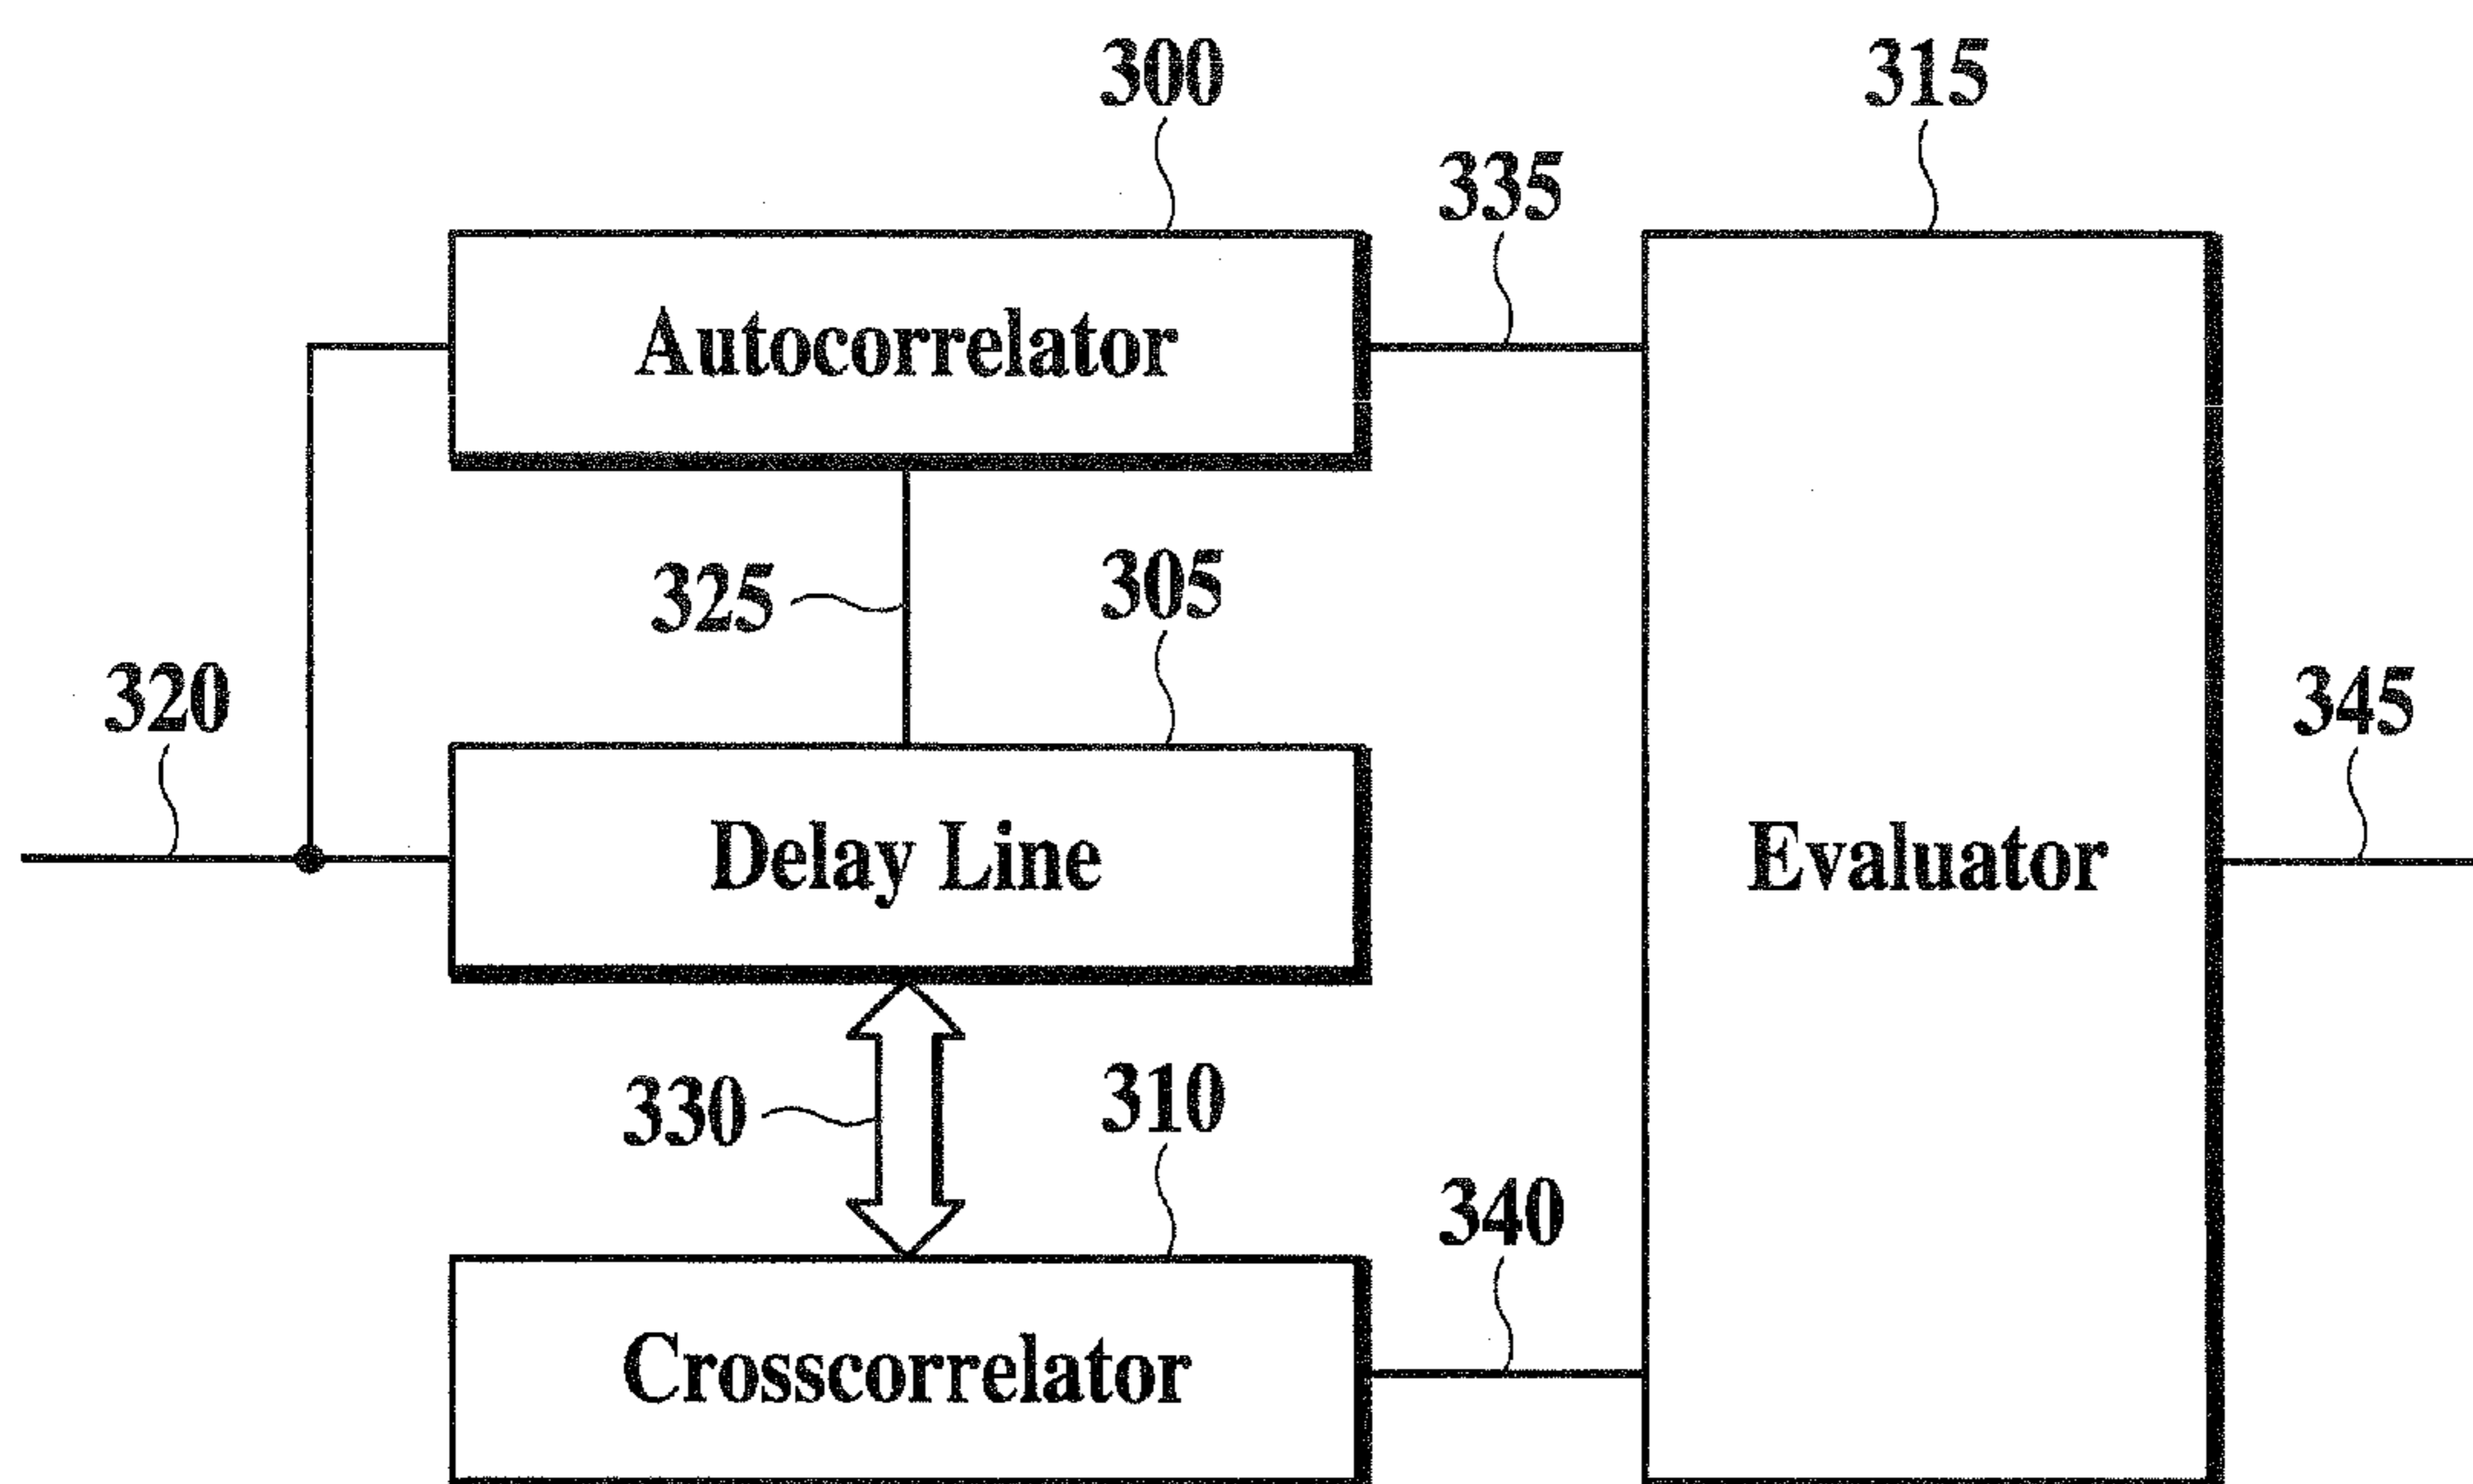 300
315
335
Autocorrelator
325
305
320
345
Delay Line
Evaluator
330
310
340
Crosscorrelator